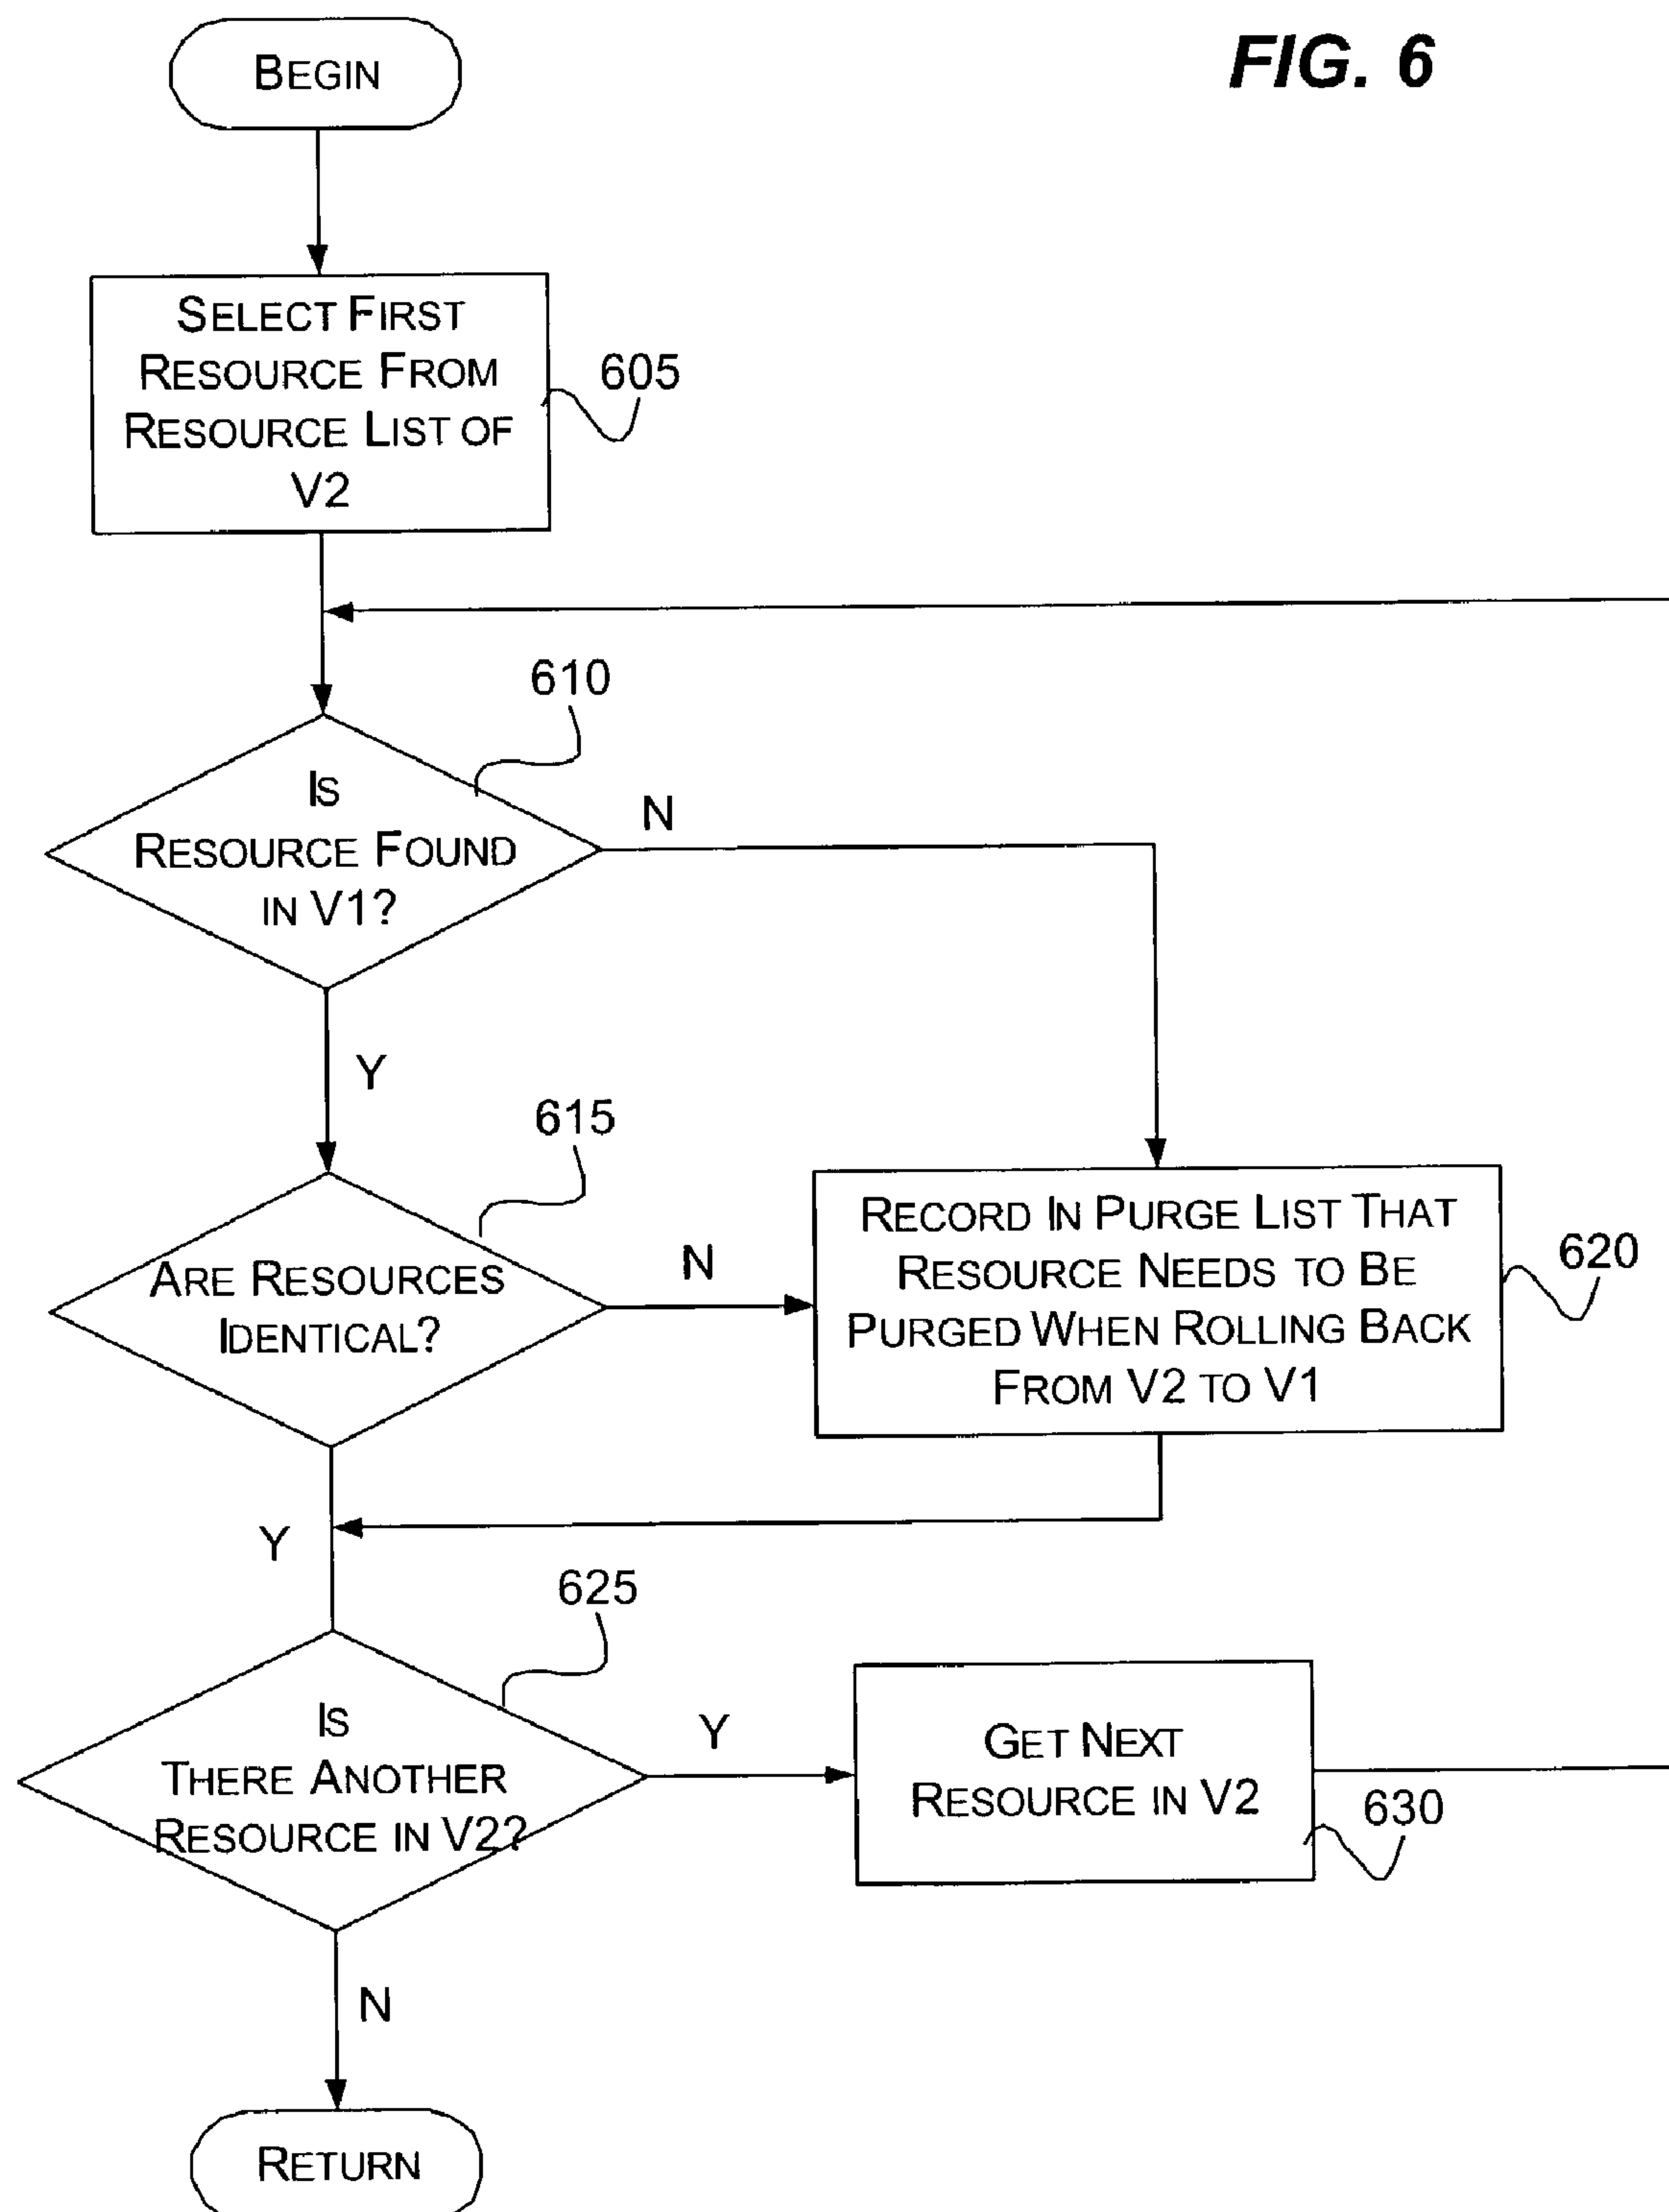 FIG. 6
BEGIN
SELECT FIRST
RESOURCE FROM
RESOURCE LIST OF
V2
605
610
IS
RESOURCE FOUND
IN V1?
N
Y
615
ARE RESOURCES
IDENTICAL?
N
RECORD IN PURGE LIST THAT
RESOURCE NEEDS TO BE
PURGED WHEN ROLLING BACK
FROM V2 TO V1
620
Y
625
IS
THERE ANOTHER
RESOURCE IN V2?
Y
GET NEXT
RESOURCE IN V2
630
N
RETURN